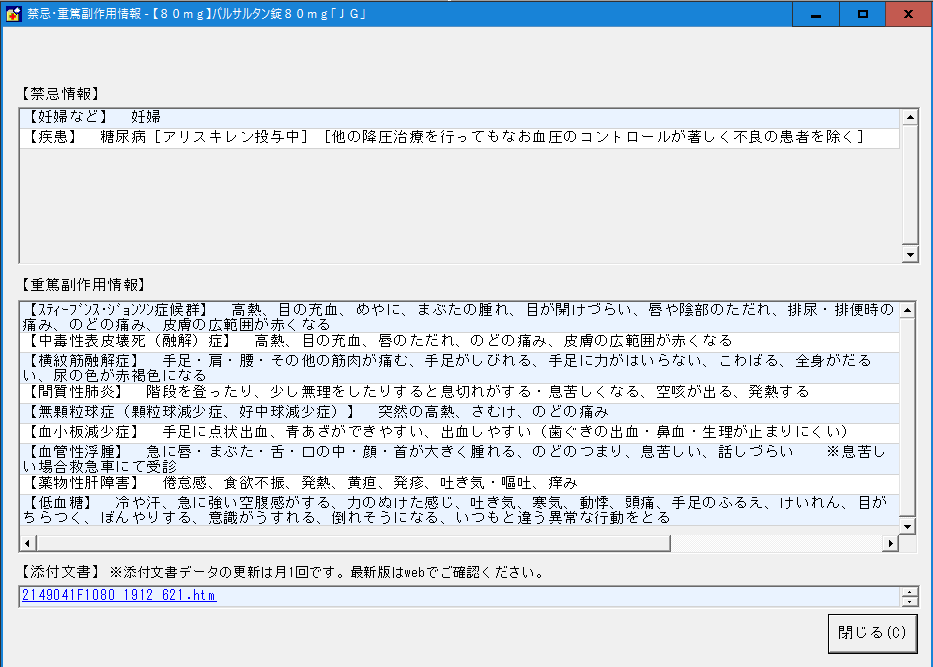 禁忌・重篤副作用情報 - 【８０ｍｇ】バルサルタン錠８０ｍｇ「ＪＧ」
【禁忌情報】
【妊婦など】　妊婦
【疾患】　糖尿病［アリスキレン投与中］［他の降圧治療を行ってもなお血圧のコントロールが著しく不良の患者を除く］
【重篤副作用情報】
【ｽﾃｨｰﾌﾞﾝｽ･ｼﾞｮﾝｿﾝ症候群】　高熱、目の充血、めやに、まぶたの腫れ、目が開けづらい、唇や陰部のただれ、排尿・排便時の
痛み、のどの痛み、皮膚の広範囲が赤くなる
【中毒性表皮壊死（融解）症】　高熱、目の充血、唇のただれ、のどの痛み、皮膚の広範囲が赤くなる
【横紋筋融解症】　手足・肩・腰・その他の筋肉が痛む、手足がしびれる、手足に力がはいらない、こわばる、全身がだる
い、尿の色が赤褐色になる
【間質性肺炎】　階段を登ったり、少し無理をしたりすると息切れがする・息苦しくなる、空咳が出る、発熱する
【無顆粒球症（顆粒球減少症、好中球減少症）】　突然の高熱、さむけ、のどの痛み
【血小板減少症】　手足に点状出血、青あざができやすい、出血しやすい（歯ぐきの出血・鼻血・生理が止まりにくい）
【血管性浮腫】　急に唇・まぶた・舌・口の中・顔・首が大きく腫れる、のどのつまり、息苦しい、話しづらい　　※息苦し
い場合救急車にて受診
【薬物性肝障害】　倦怠感、食欲不振、発熱、黄疸、発疹、吐き気・嘔吐、痒み
【低血糖】　冷や汗、急に強い空腹感がする、力のぬけた感じ、吐き気、寒気、動悸、頭痛、手足のふるえ、けいれん、目が
ちらつく、ぼんやりする、意識がうすれる、倒れそうになる、いつもと違う異常な行動をとる
【添付文書】 ※添付文書データの更新は月1回です。最新版はwebでご確認ください。
2149041F1080_1912_621.htm
閉じる(C)